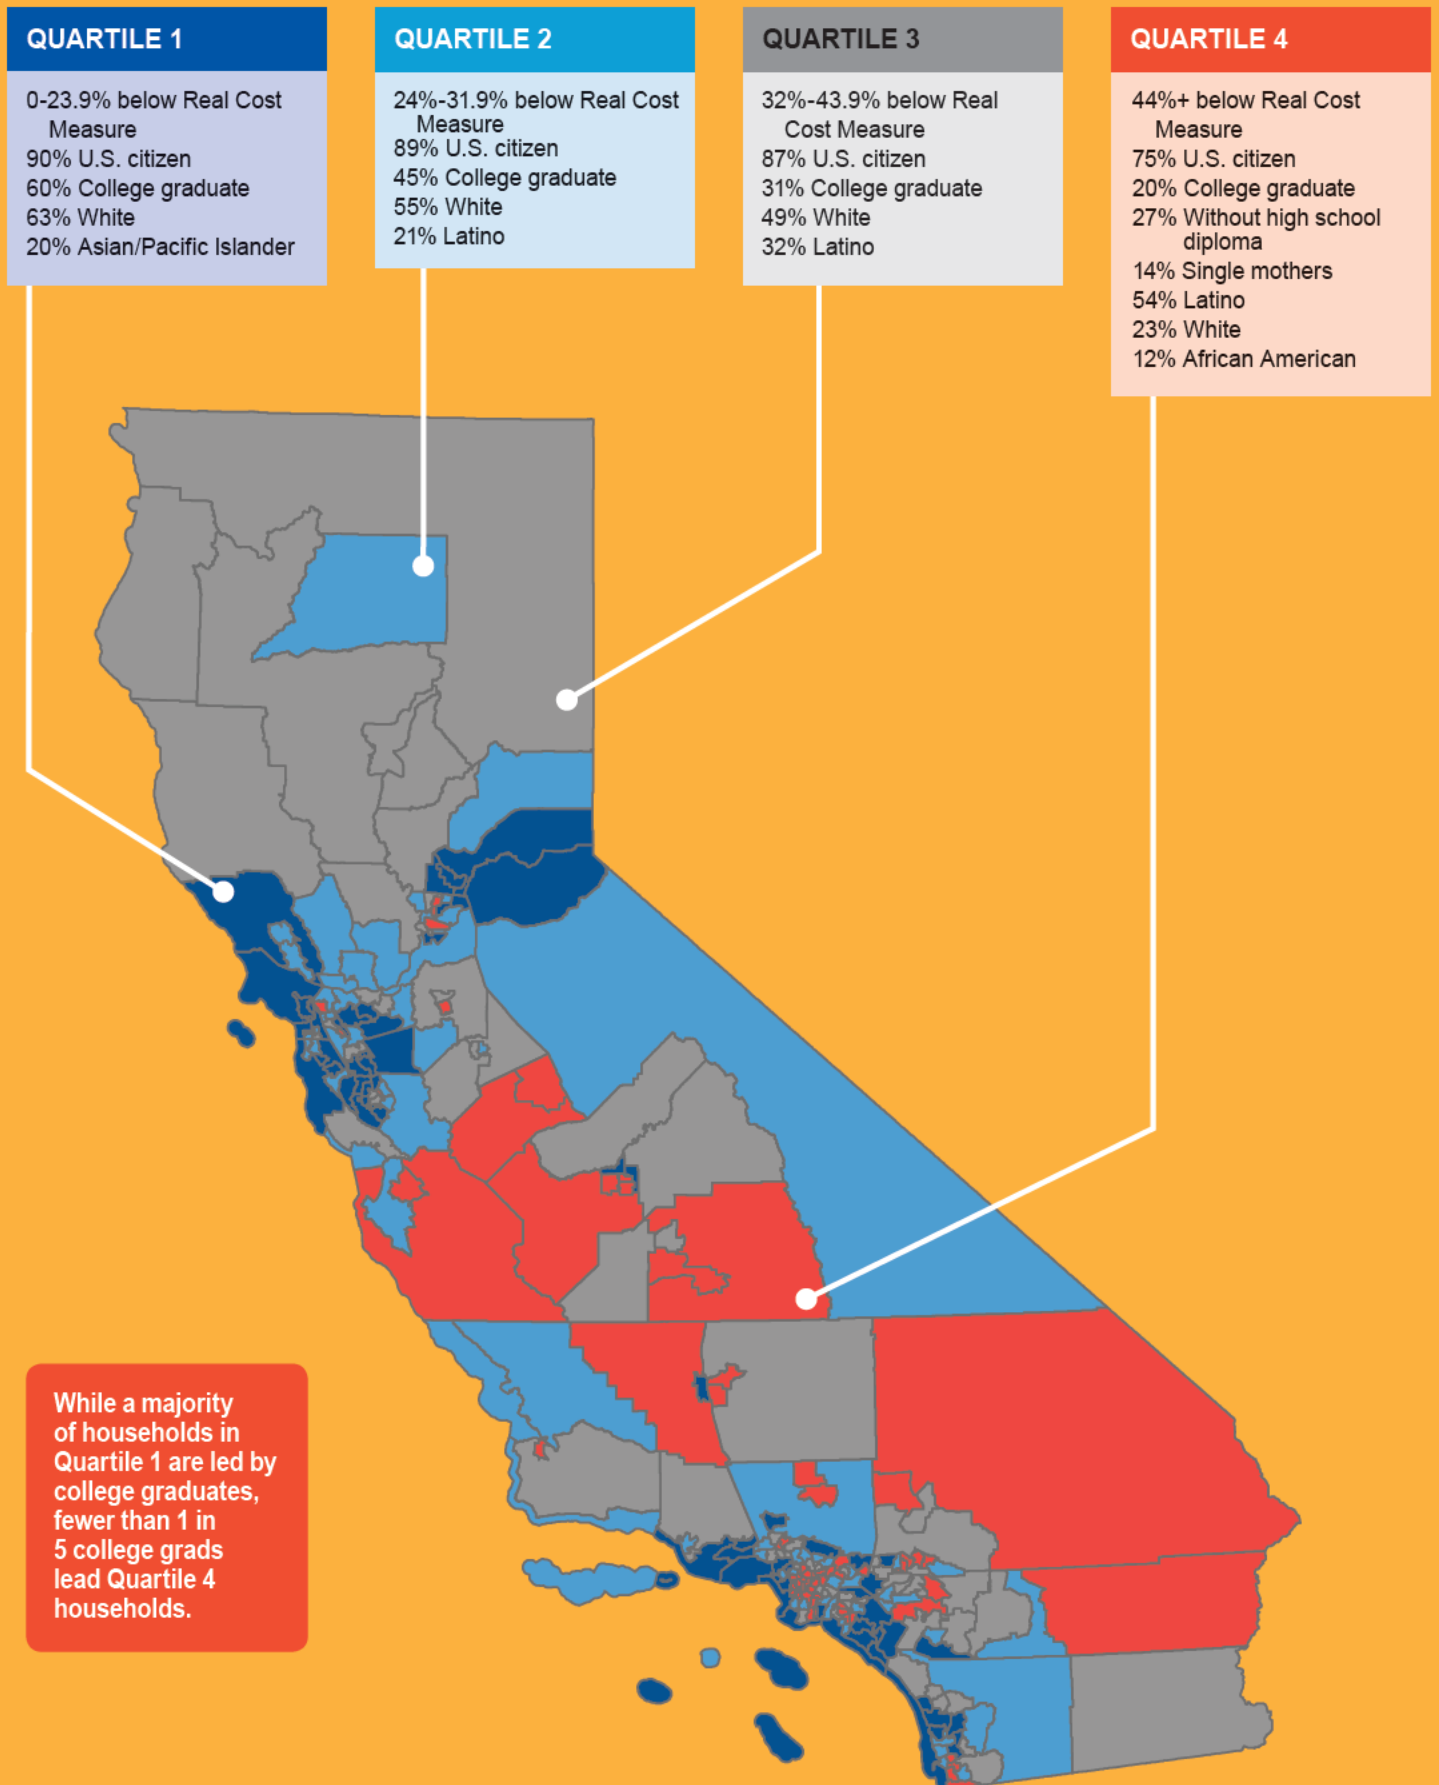 QUARTILE 1
0-23.9% below Real Cost
Measure
90% U.S. citizen
60% College graduate
63% White
20% Asian/Pacific Islander
QUARTILE 2
24%-31.9% below Real Cost
Measure
89% U.S. citizen
45% College graduate
55% White
21% Latino
QUARTILE 3
32%-43.9% below Real
Cost Measure
87% U.S. citizen
31% College graduate
49% White
32% Latino
QUARTILE 4
44%+ below Real Cost
Measure
75% U.S. citizen
20% College graduate
27% Without high school
diploma
14% Single mothers
54% Latino
23% White
12% African American
While a majority
of households in
Quartile 1 are led by
college graduates,
fewer than 1 in
5 college grads
lead Quartile 4
households.